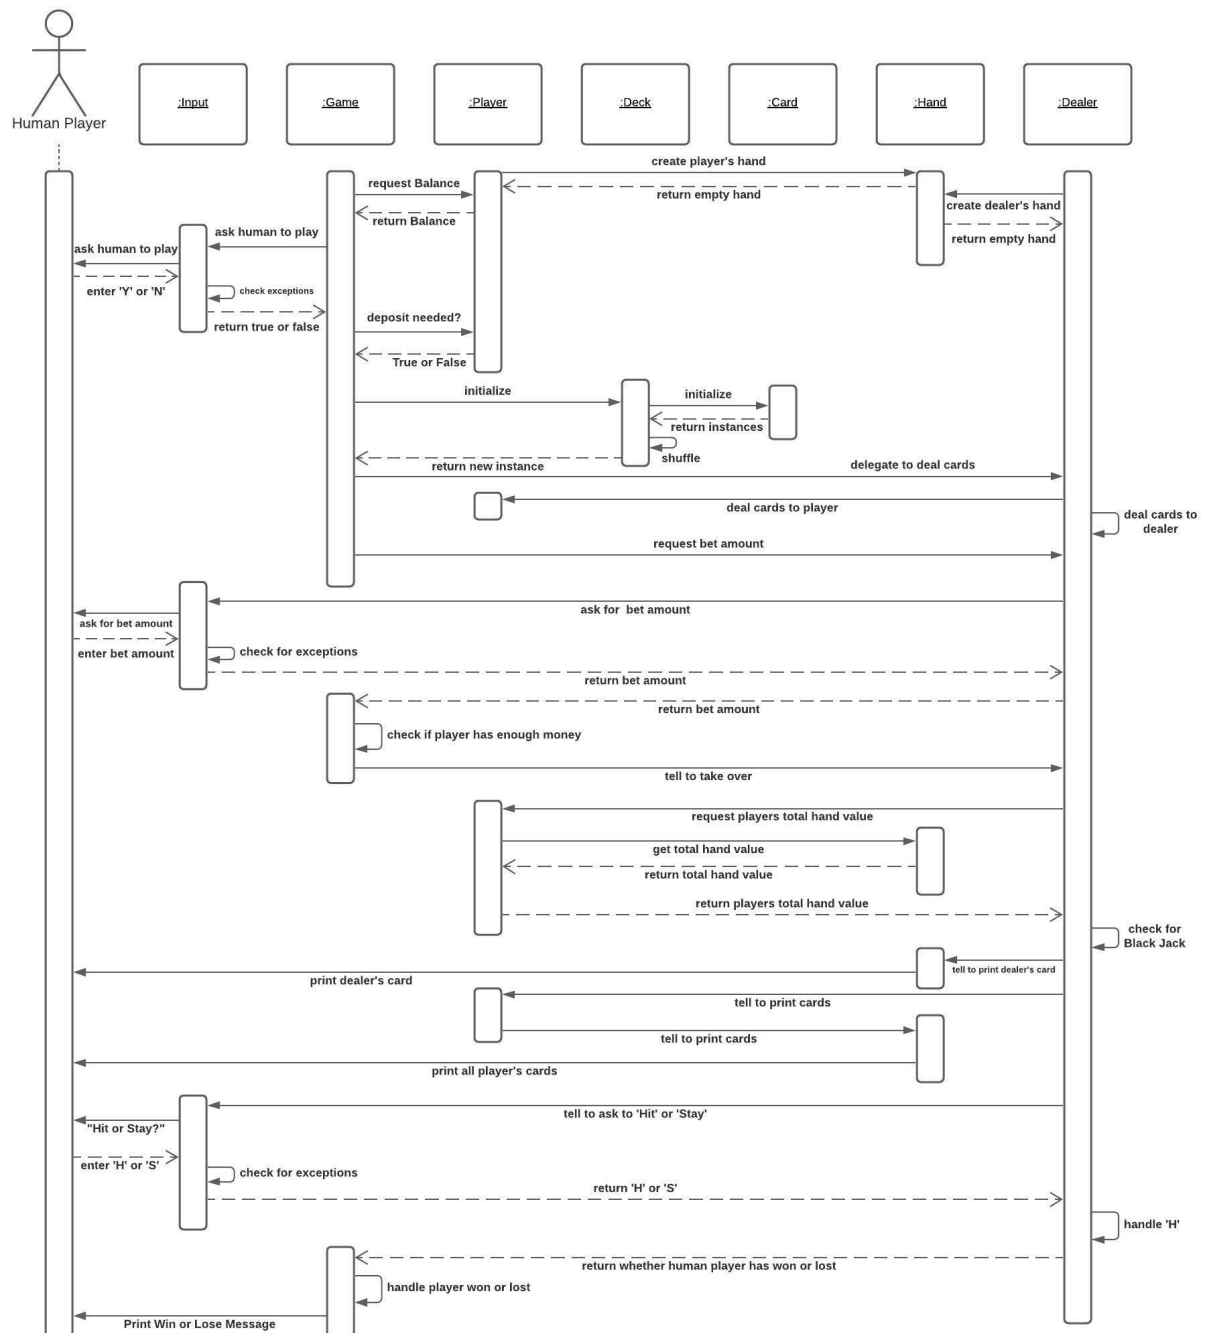 Human Player
:Input
:Game
:Player
:Deck
:Card
:Hand
:Dealer
create player's hand
request Balance
return empty hand
create dealer's hand
return Balance
ask human to play
return empty hand
ask human to play
enter 'Y' or 'N'
check exceptions
return true or false
deposit needed?
True or False
initialize
initialize
return instances
shuffle
return new instance
delegate to deal cards
deal cards to player
deal cards to
dealer
request bet amount
ask for  bet amount
ask for bet amount
enter bet amount
check for exceptions
return bet amount
return bet amount
check if player has enough money
tell to take over
request players total hand value
get total hand value
return total hand value
return players total hand value
check for
Black Jack
tell to print dealer's card
print dealer's card
tell to print cards
tell to print cards
print all player's cards
tell to ask to 'Hit' or 'Stay'
"Hit or Stay?"
enter 'H' or 'S'
check for exceptions
return 'H' or 'S'
handle 'H'
return whether human player has won or lost
handle player won or lost
Print Win or Lose Message